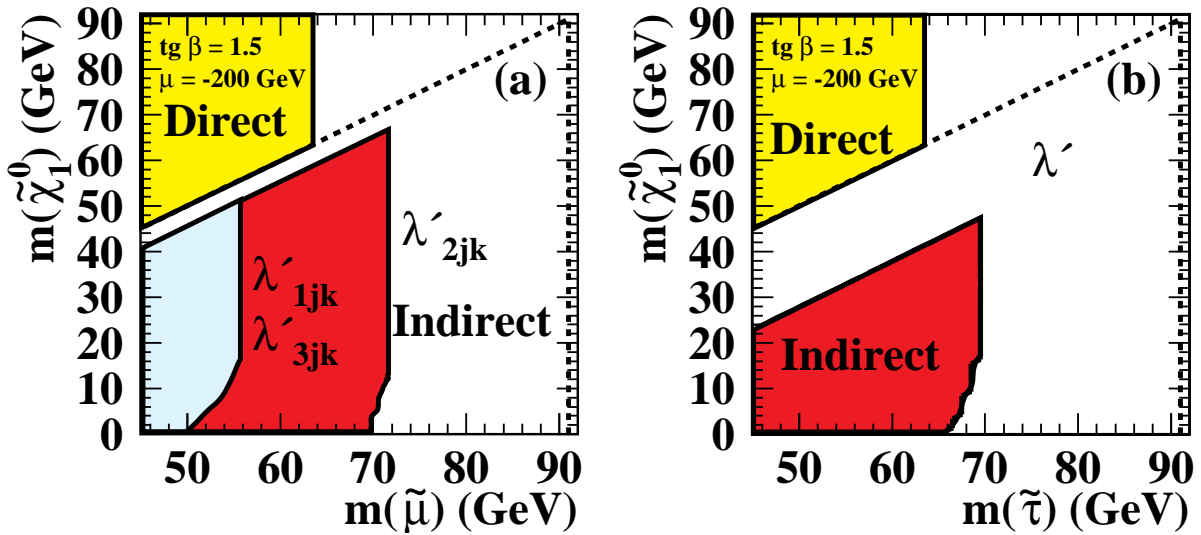 m(χ̃₁⁰) (GeV)
90
80
70
60
50
40
30
20
10
0
tg β = 1.5
μ = -200 GeV
(a)
Direct
λ´2jk
λ´1jk
Indirect
λ´3jk
50 60 70 80 90
m(μ̃) (GeV)
m(χ̃₁⁰) (GeV)
90
80
70
60
50
40
30
20
10
0
tg β = 1.5
μ = -200 GeV
(b)
Direct
λ´
Indirect
50 60 70 80 90
m(τ̃) (GeV)